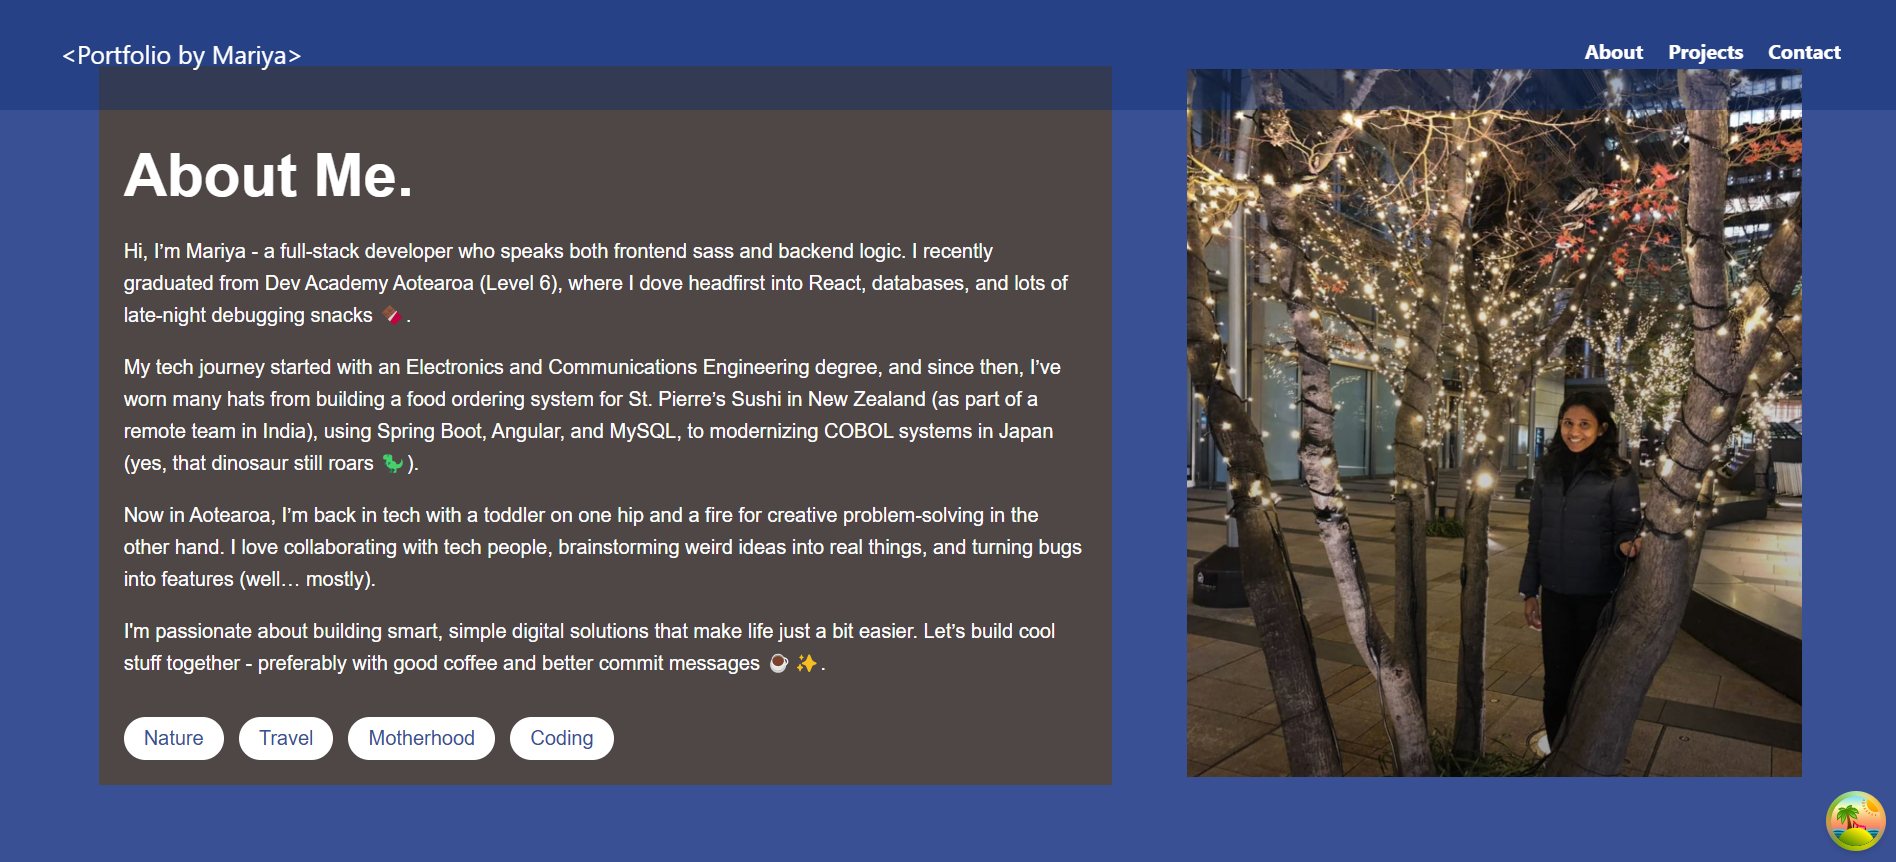 <Portfolio by Mariya>
About Projects Contact
About Me.
Hi, I’m Mariya - a full-stack developer who speaks both frontend sass and backend logic. I recently
graduated from Dev Academy Aotearoa (Level 6), where I dove headfirst into React, databases, and lots of
late-night debugging snacks 🍫.
My tech journey started with an Electronics and Communications Engineering degree, and since then, I’ve
worn many hats from building a food ordering system for St. Pierre’s Sushi in New Zealand (as part of a
remote team in India), using Spring Boot, Angular, and MySQL, to modernizing COBOL systems in Japan
(yes, that dinosaur still roars 🦖).
Now in Aotearoa, I’m back in tech with a toddler on one hip and a fire for creative problem-solving in the
other hand. I love collaborating with tech people, brainstorming weird ideas into real things, and turning bugs
into features (well… mostly).
I'm passionate about building smart, simple digital solutions that make life just a bit easier. Let’s build cool
stuff together - preferably with good coffee and better commit messages ☕✨.
Nature Travel Motherhood Coding